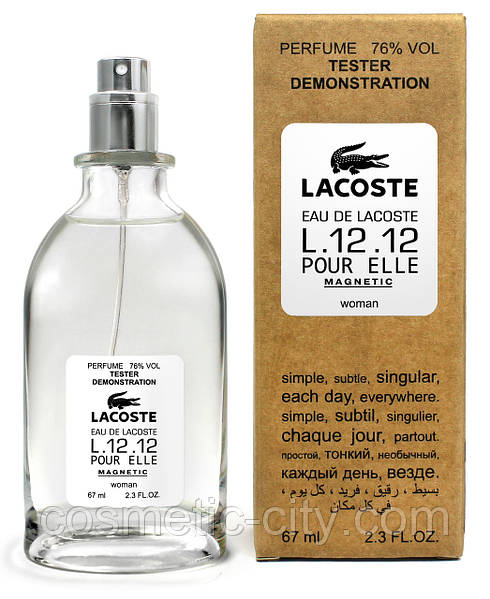 PERFUME 76% VOL
TESTER
DEMONSTRATION
LACOSTE
EAU DE LACOSTE
L.12.12
POUR ELLE
MAGNETIC
woman
simple, subtle, singular,
each day, everywhere.
simple, subtil, singulier,
chaque jour, partout.
простой, тонкий, необычный,
каждый день, везде.
بسيط ، رقيق ، فريد ، كل يوم ،
في كل مكان
67 ml 2.3 FL.OZ.
PERFUME 76% VOL
TESTER
DEMONSTRATION
LACOSTE
EAU DE LACOSTE
L.12.12
POUR ELLE
MAGNETIC
woman
67 ml 2.3 FL.OZ.
cosmetic-city.com.ua